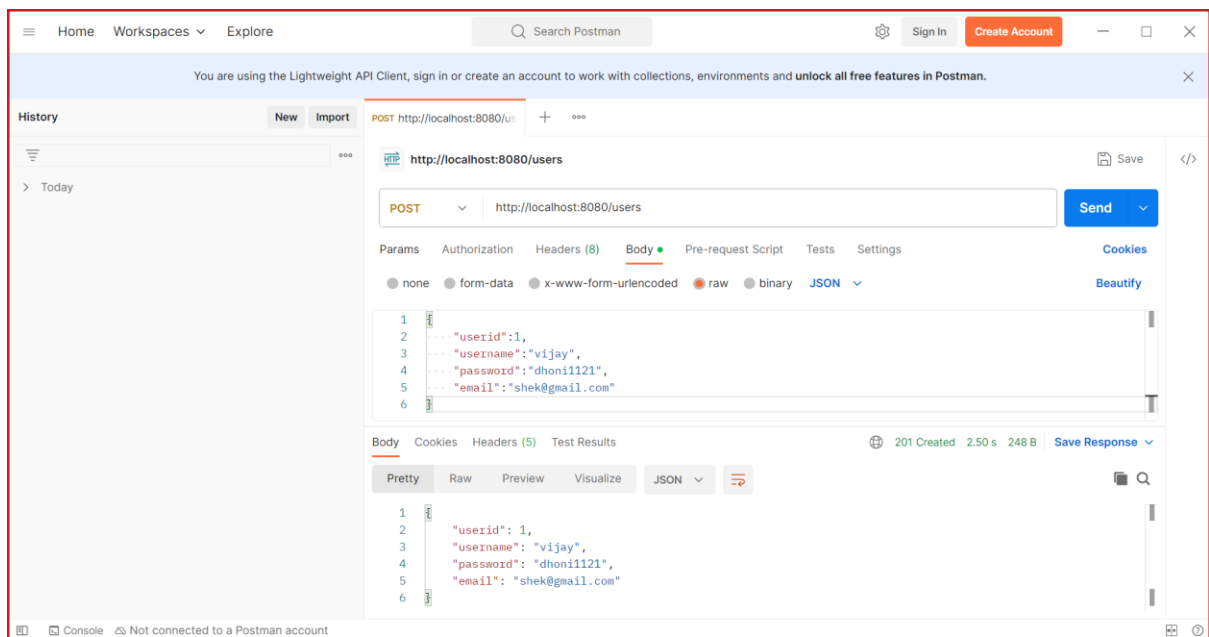 Home Workspaces Explore Search Postman Sign In Create Account
You are using the Lightweight API Client, sign in or create an account to work with collections, environments and unlock all free features in Postman.
History New Import
Today
POST http://localhost:8080/us
HTTP http://localhost:8080/users Save </>
POST http://localhost:8080/users Send
Params Authorization Headers (8) Body Pre-request Script Tests Settings Cookies
none form-data x-www-form-urlencoded raw binary JSON Beautify
1 {
2 "userid":1,
3 "username":"vijay",
4 "password":"dhoni1121",
5 "email":"shek@gmail.com"
6 }
Body Cookies Headers (5) Test Results 201 Created 2.50 s 248 B Save Response
Pretty Raw Preview Visualize JSON
1 {
2 "userid": 1,
3 "username": "vijay",
4 "password": "dhoni1121",
5 "email": "shek@gmail.com"
6 }
Console Not connected to a Postman account